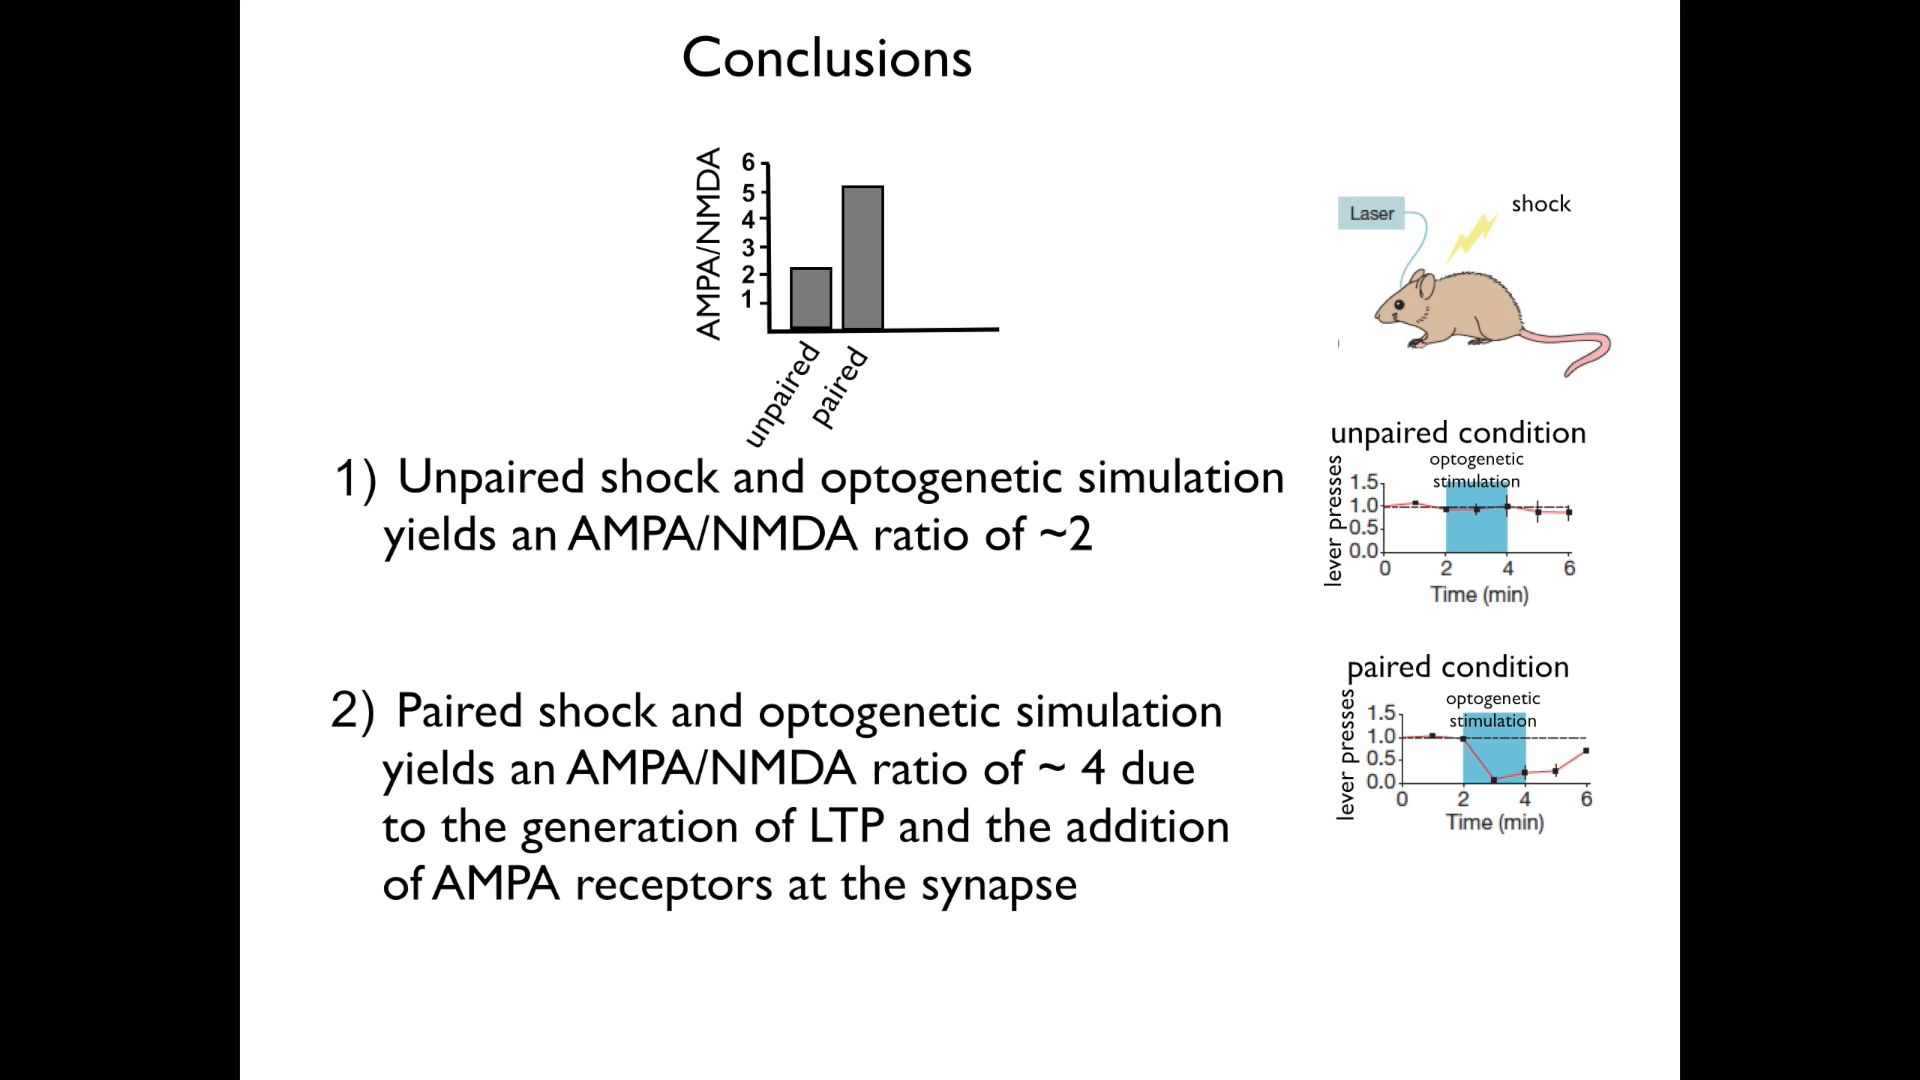 Conclusions
AMPA/NMDA
6
5
4
3
2
1
unpaired
paired
1) Unpaired shock and optogenetic simulation
yields an AMPA/NMDA ratio of ~2
2) Paired shock and optogenetic simulation
yields an AMPA/NMDA ratio of ~ 4 due
to the generation of LTP and the addition
of AMPA receptors at the synapse
Laser
shock
unpaired condition
optogenetic
stimulation
lever presses
1.5
1.0
0.5
0.0
0 2 4 6
Time (min)
paired condition
optogenetic
stimulation
lever presses
1.5
1.0
0.5
0.0
0 2 4 6
Time (min)